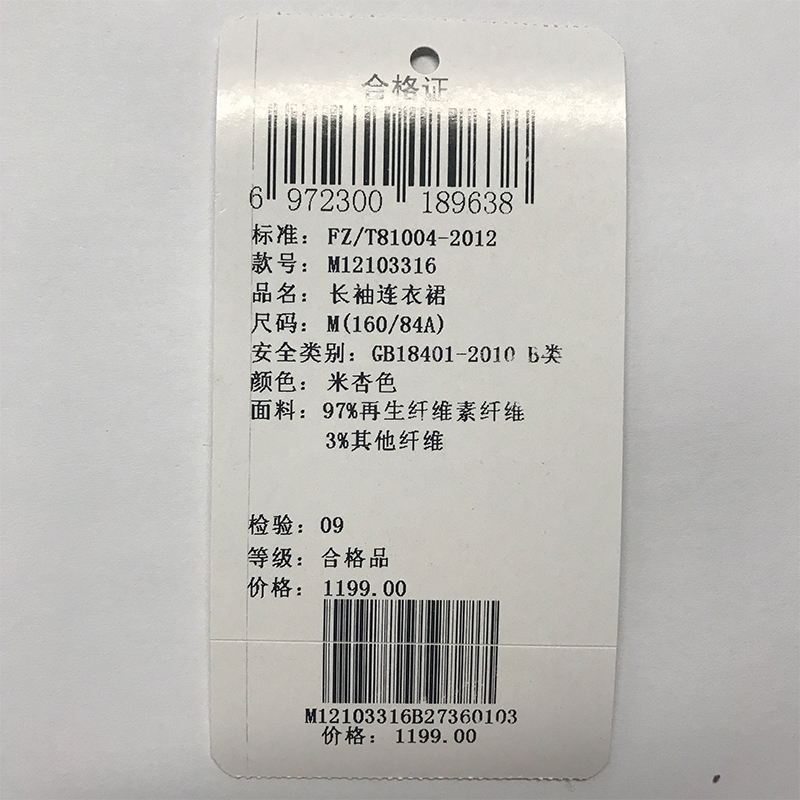 合格证
6 972300 189638
标准: FZ/T81004-2012
款号: M12103316
品名: 长袖连衣裙
尺码: M(160/84A)
安全类别: GB18401-2010 B类
颜色: 米杏色
面料: 97%再生纤维素纤维
3%其他纤维
检验: 09
等级: 合格品
价格: 1199.00
M12103316B27360103
价格: 1199.00